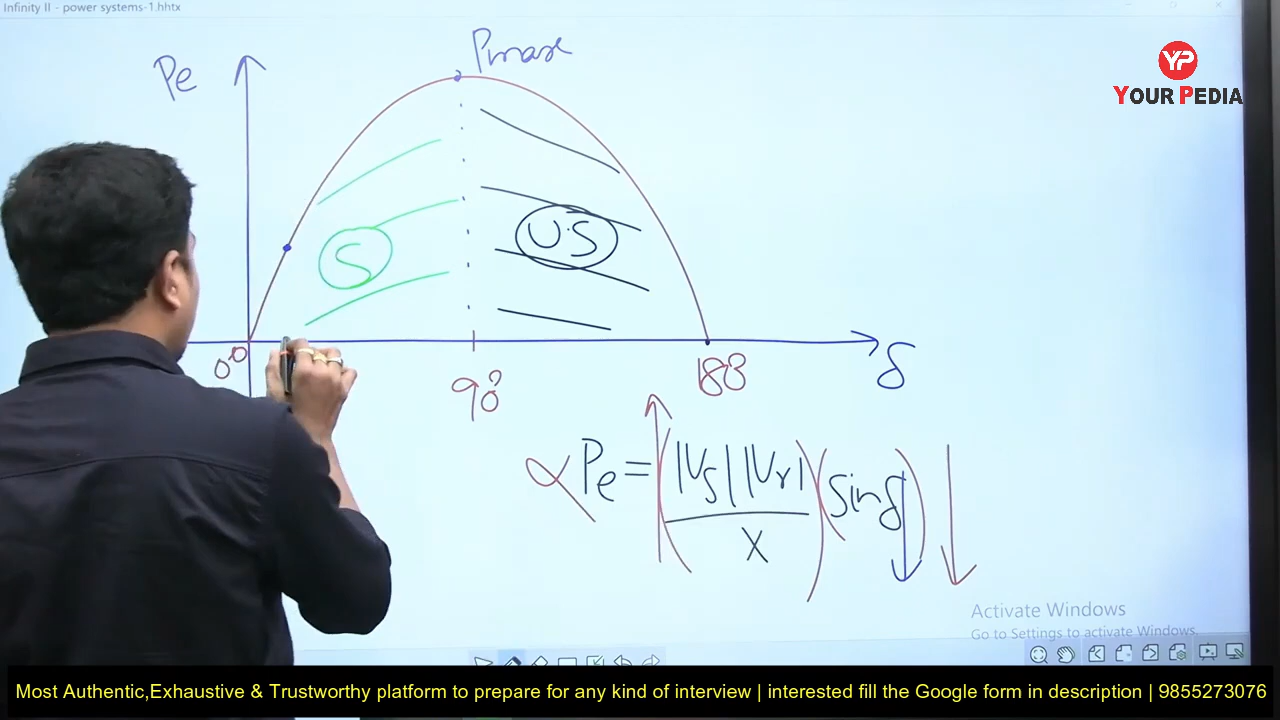 Infinity II - power systems-1.hhtx
YP
YOUR PEDIA
Pe
Pmax
S
U.S
0°
90°
180
δ
α Pe = (|Vs| |Vr| / X) (sin δ)
Activate Windows
Go to Settings to activate Windows.
Most Authentic,Exhaustive & Trustworthy platform to prepare for any kind of interview | interested fill the Google form in description | 9855273076